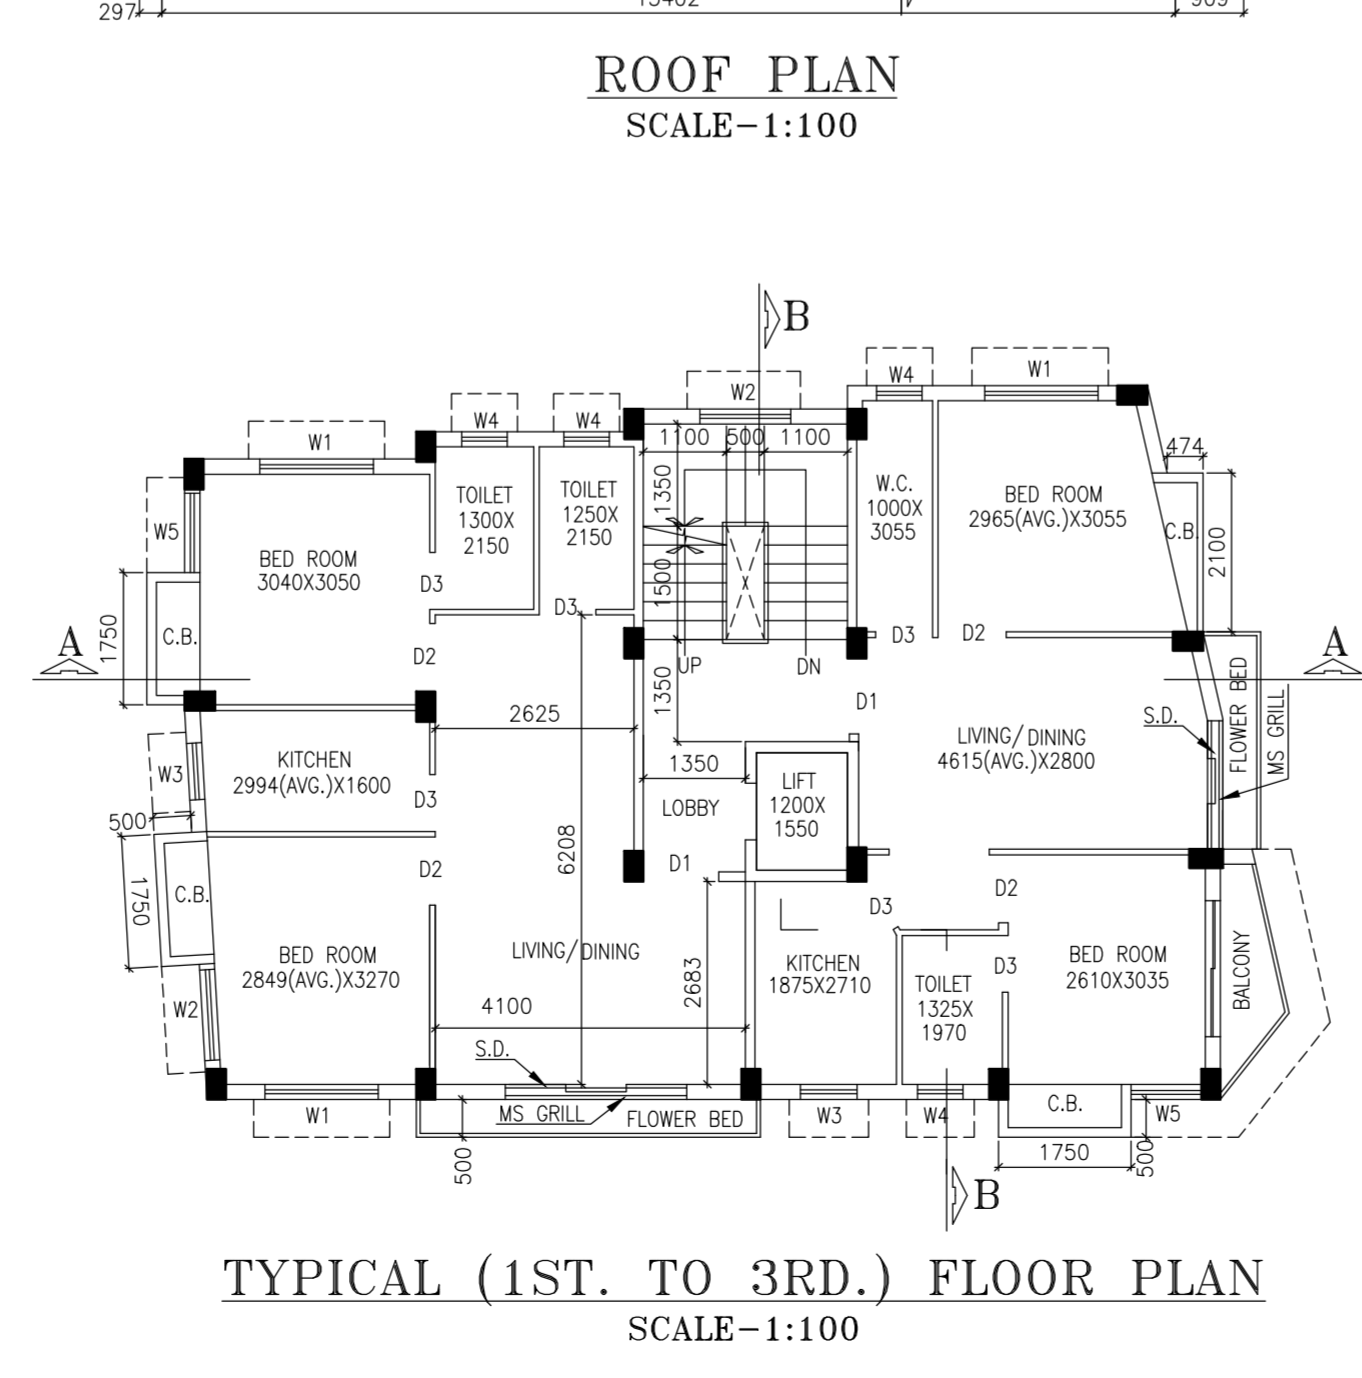 297
15402
909
ROOF PLAN
SCALE-1:100
B
W4
W1
W2
W4
W4
W1
1100
500
1100
474
1350
TOILET
1300X
2150
TOILET
1250X
2150
W.C.
1000X
3055
BED ROOM
2965(AVG.)X3055
W5
C.B.
2100
BED ROOM
3040X3050
D3
1500
D3
D3
D2
A
1750
C.B.
D2
UP
DN
1350
A
D1
FLOWER BED
MS GRILL
S.D.
2625
LIVING/DINING
4615(AVG.)X2800
KITCHEN
2994(AVG.)X1600
W3
1350
LIFT
1200X
1550
D3
LOBBY
500
6208
D2
D1
D2
1750
C.B.
D3
LIVING/DINING
BED ROOM
2849(AVG.)X3270
2683
KITCHEN
1875X2710
D3
BED ROOM
2610X3035
BALCONY
TOILET
1325X
1970
W2
4100
S.D.
W1
MS GRILL
FLOWER BED
W3
W4
C.B.
W5
500
1750
500
B
TYPICAL (1ST. TO 3RD.) FLOOR PLAN
SCALE-1:100